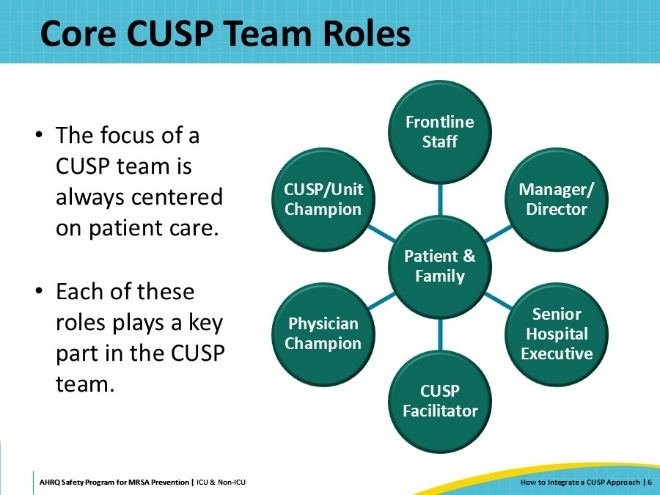 Core CUSP Team Roles
• The focus of a
CUSP team is
always centered
on patient care.
• Each of these
roles plays a key
part in the CUSP
team.
Frontline
Staff
CUSP/Unit
Champion
Manager/
Director
Patient &
Family
Physician
Champion
Senior
Hospital
Executive
CUSP
Facilitator
AHRQ Safety Program for MRSA Prevention | ICU & Non-ICU
How to Integrate a CUSP Approach | 6